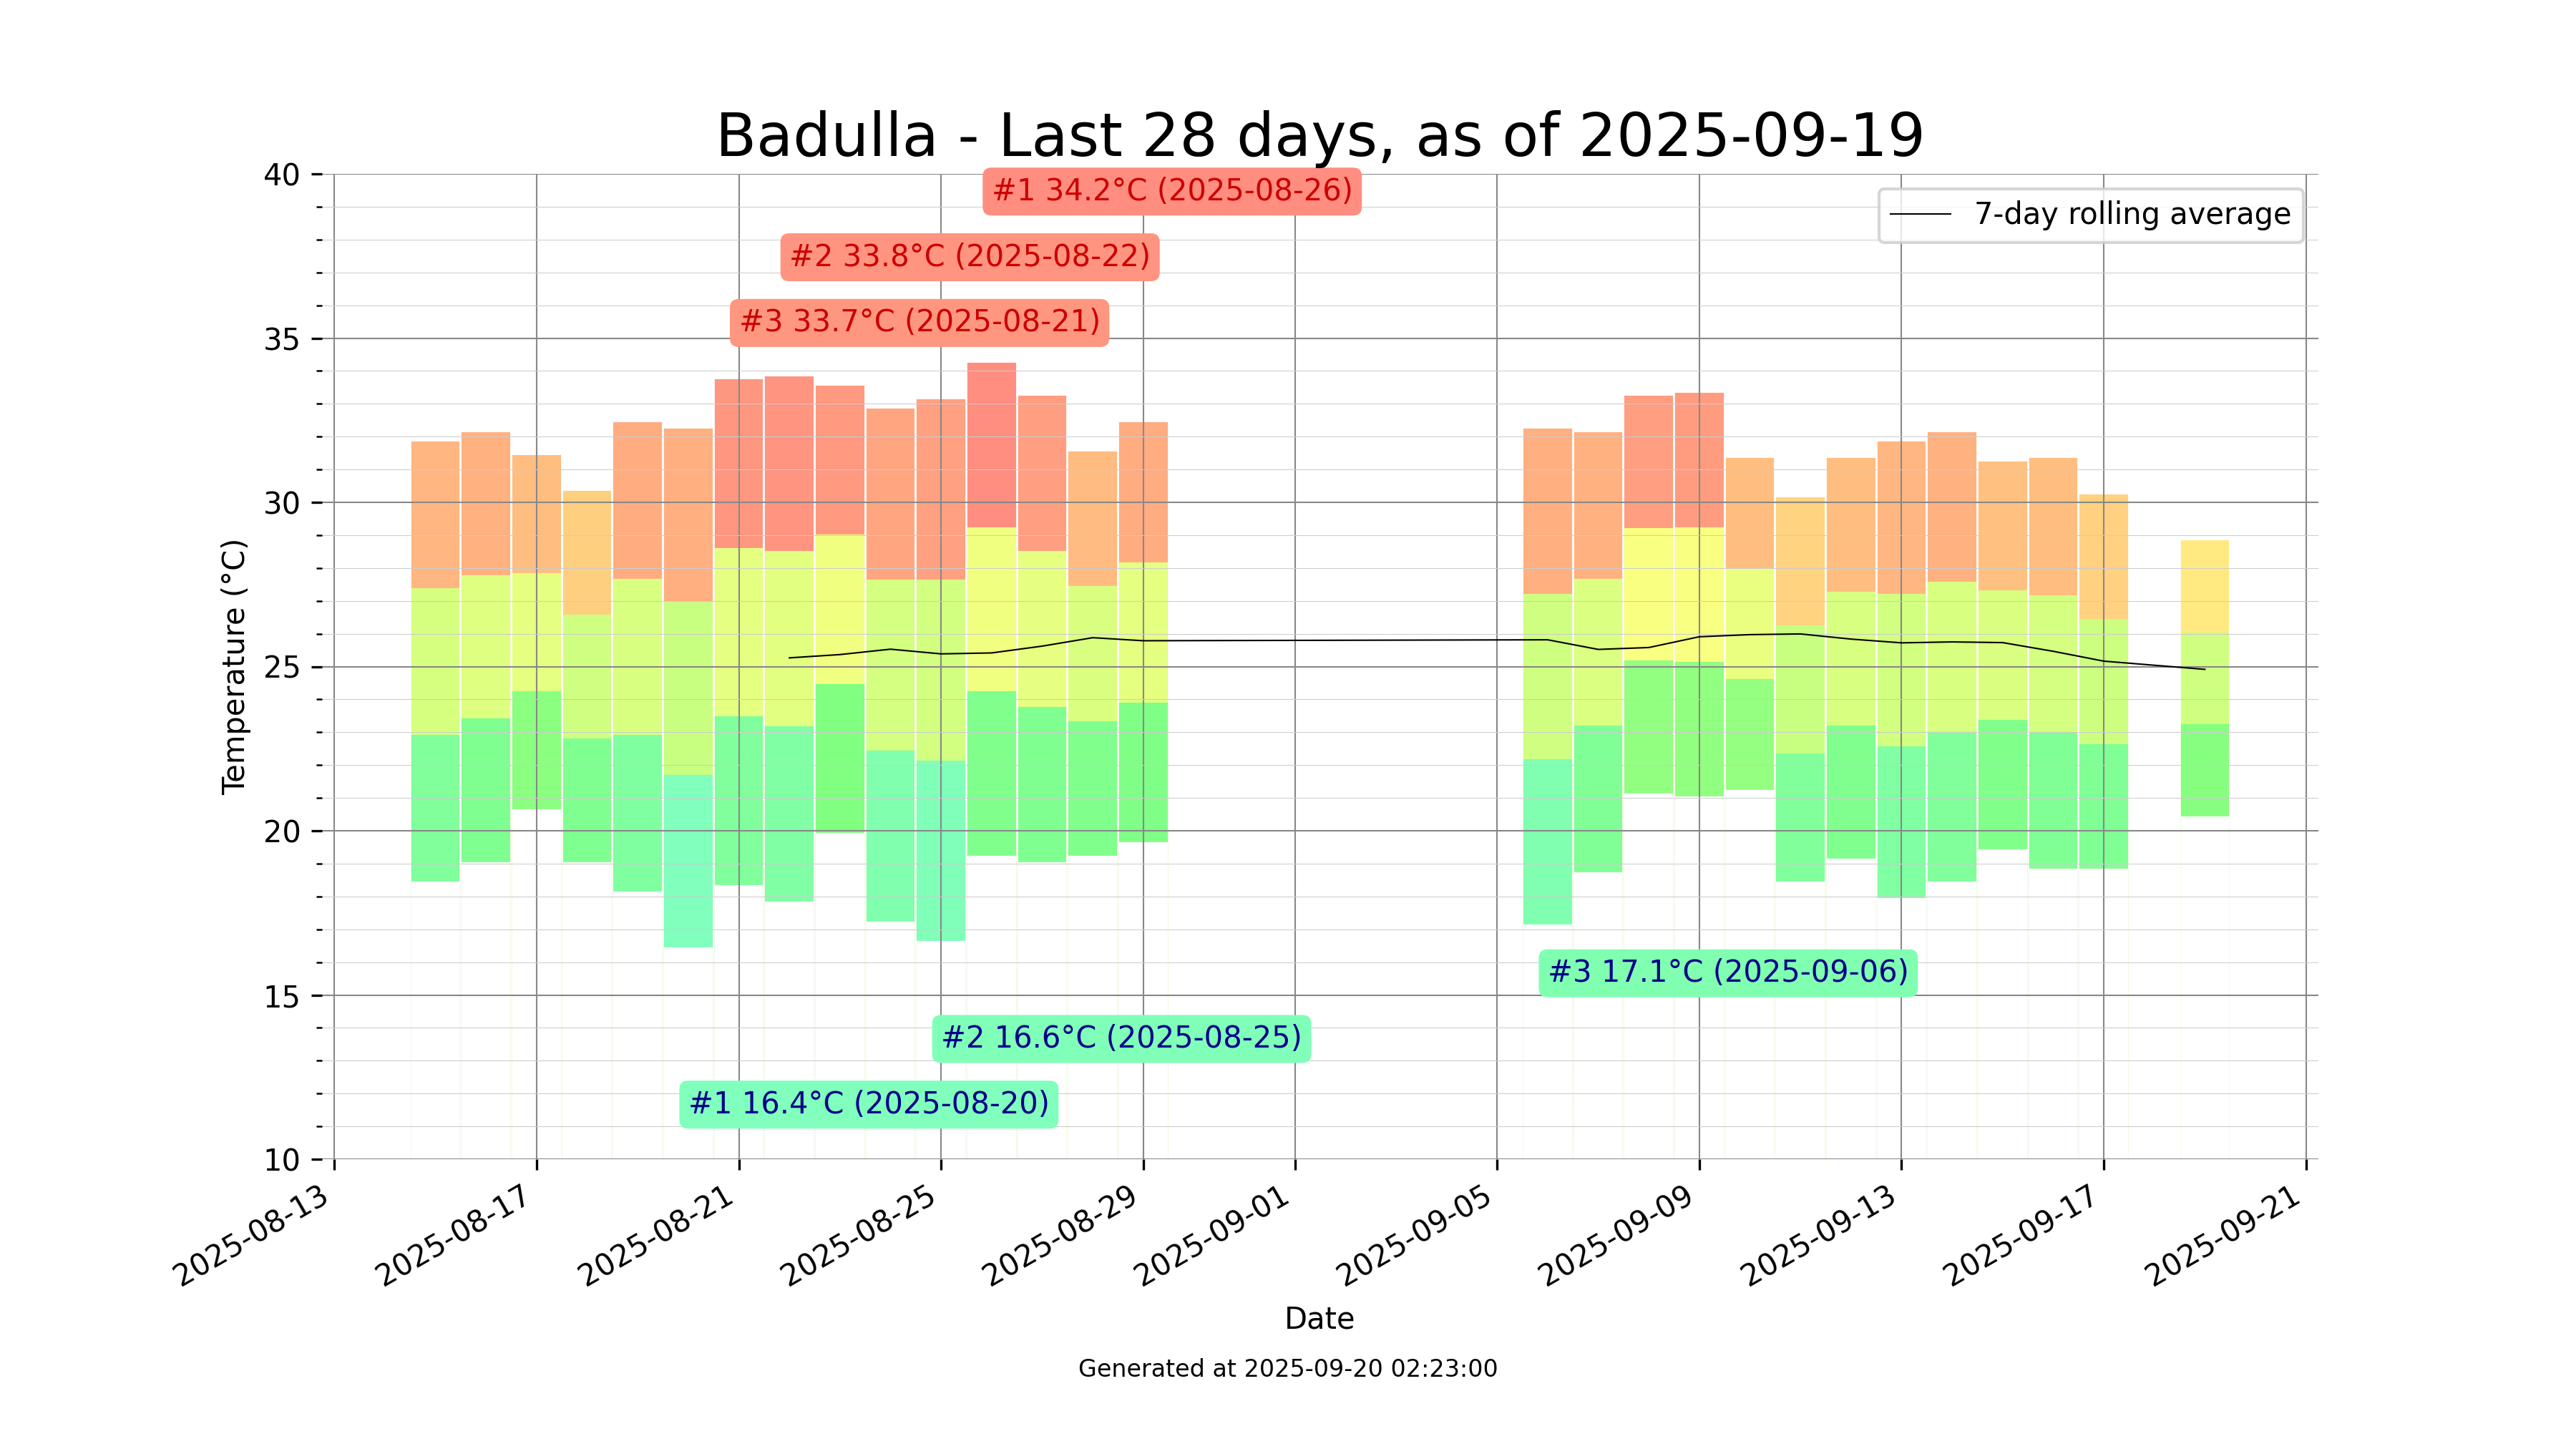 Badulla - Last 28 days, as of 2025-09-19
#1 34.2°C (2025-08-26)
7-day rolling average
#2 33.8°C (2025-08-22)
#3 33.7°C (2025-08-21)
40
35
30
25
20
15
10
Temperature (°C)
#3 17.1°C (2025-09-06)
#2 16.6°C (2025-08-25)
#1 16.4°C (2025-08-20)
2025-08-13
2025-08-17
2025-08-21
2025-08-25
2025-08-29
2025-09-01
2025-09-05
2025-09-09
2025-09-13
2025-09-17
2025-09-21
Date
Generated at 2025-09-20 02:23:00